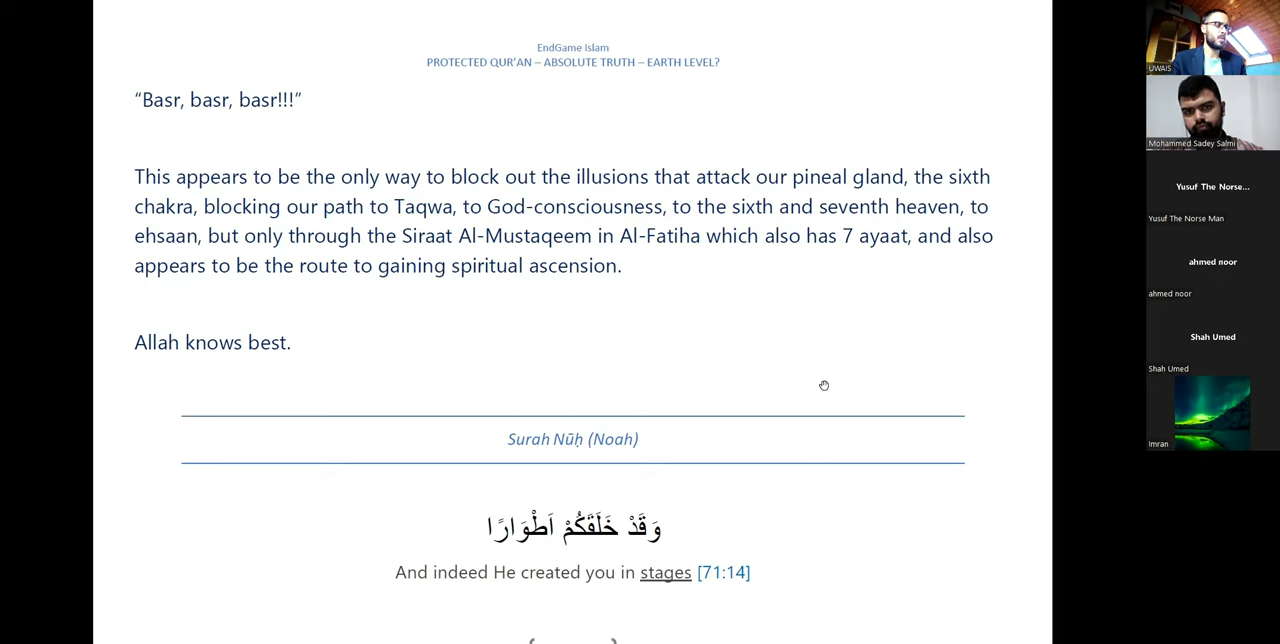 EndGame Islam
PROTECTED QUR'AN – ABSOLUTE TRUTH – EARTH LEVEL?
“Basr, basr, basr!!!”
This appears to be the only way to block out the illusions that attack our pineal gland, the sixth
chakra, blocking our path to Taqwa, to God-consciousness, to the sixth and seventh heaven, to
ehsaan, but only through the Siraat Al-Mustaqeem in Al-Fatiha which also has 7 ayaat, and also
appears to be the route to gaining spiritual ascension.
Allah knows best.
Surah Nūḥ (Noah)
وَقَدْ خَلَقَكُمْ اَطْوَارًا
And indeed He created you in stages [71:14]
UWAIS
Mohammed Sadey Salmi
Yusuf The Norse...
Yusuf The Norse Man
ahmed noor
ahmed noor
Shah Umed
Shah Umed
Imran